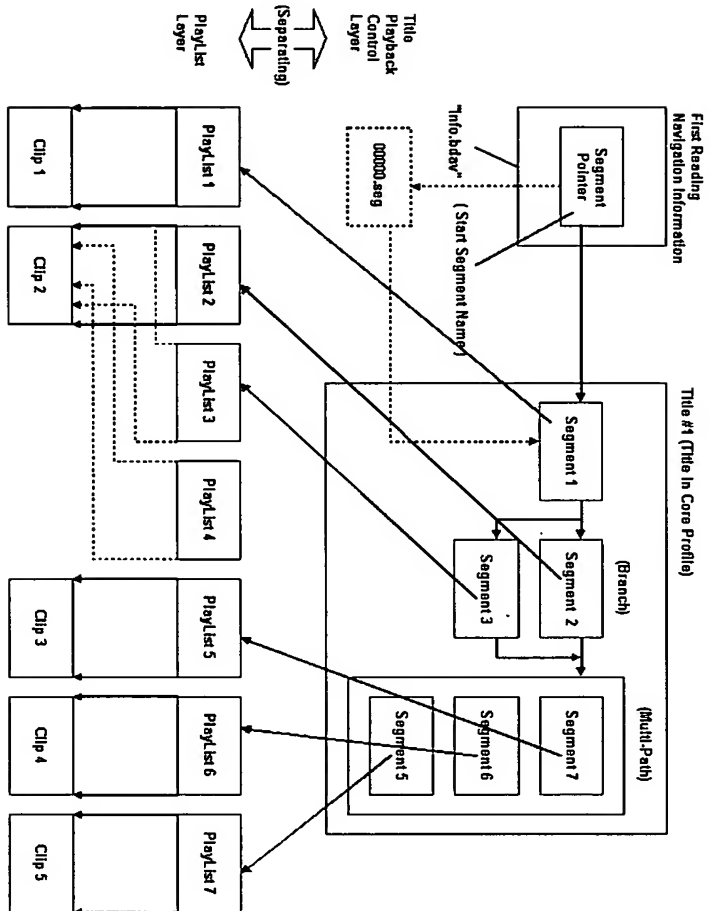 First Reading
Navigation Information
Segment
Pointer
"Info.bdav"
( Start Segment Name)
00000.seg
Title #1 (Title In Core Profile)
Segment 1
(Branch)
Segment 2
Segment 3
(Multi-Path)
Segment 7
Segment 6
Segment 5
Title
Playback
Control
Layer
(Separating)
PlayList
Layer
PlayList 1
PlayList 2
PlayList 3
PlayList 4
PlayList 5
PlayList 6
PlayList 7
Clip 1
Clip 2
Clip 3
Clip 4
Clip 5